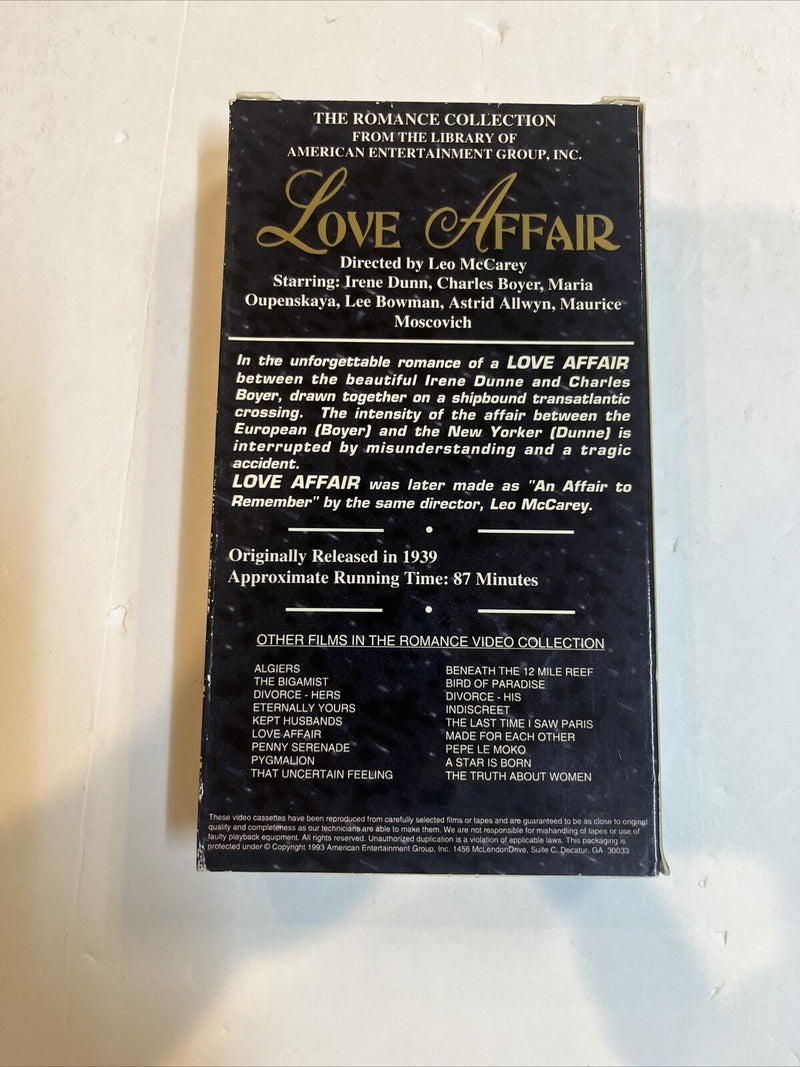 THE ROMANCE COLLECTION
FROM THE LIBRARY OF
AMERICAN ENTERTAINMENT GROUP, INC.
LOVE AFFAIR
Directed by Leo McCarey
Starring: Irene Dunn, Charles Boyer, Maria
Oupenskaya, Lee Bowman, Astrid Allwyn, Maurice
Moscovich
In the unforgettable romance of a LOVE AFFAIR
between the beautiful Irene Dunne and Charles
Boyer, drawn together on a shipbound transatlantic
crossing. The intensity of the affair between the
European (Boyer) and the New Yorker (Dunne) is
interrupted by misunderstanding and a tragic
accident.
LOVE AFFAIR was later made as "An Affair to
Remember" by the same director, Leo McCarey.
Originally Released in 1939
Approximate Running Time: 87 Minutes
OTHER FILMS IN THE ROMANCE VIDEO COLLECTION
ALGIERS
THE BIGAMIST
DIVORCE - HERS
ETERNALLY YOURS
KEPT HUSBANDS
LOVE AFFAIR
PENNY SERENADE
PYGMALION
THAT UNCERTAIN FEELING
BENEATH THE 12 MILE REEF
BIRD OF PARADISE
DIVORCE - HIS
INDISCREET
THE LAST TIME I SAW PARIS
MADE FOR EACH OTHER
PEPE LE MOKO
A STAR IS BORN
THE TRUTH ABOUT WOMEN
These video cassettes have been reproduced from carefully selected films or tapes and are guaranteed to be as close to original
quality and completeness as our technicians are able to make them. We are not responsible for mishandling of tapes or use of
faulty playback equipment. All rights reserved. Unauthorized duplication is a violation of applicable laws. This packaging is
protected under © Copyright 1993 American Entertainment Group, Inc. 1456 McLendonDrive, Suite C, Decatur, GA 30033